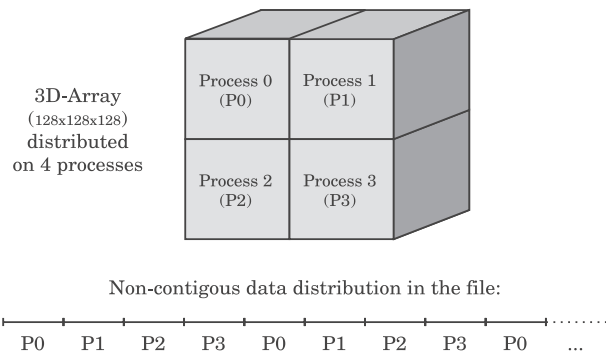 3D-Array
(128x128x128)
distributed
on 4 processes
Process 0
(P0)
Process 1
(P1)
Process 2
(P2)
Process 3
(P3)
Non-contigous data distribution in the file:
P0 P1 P2 P3 P0 P1 P2 P3 P0 ...